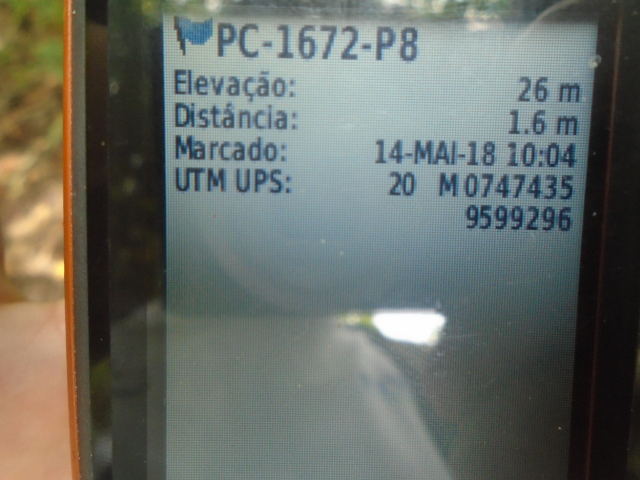 PC-1672-P8
Elevação: 26 m
Distância: 1.6 m
Marcado: 14-MAI-18 10:04
UTM UPS: 20 M 0747435
9599296